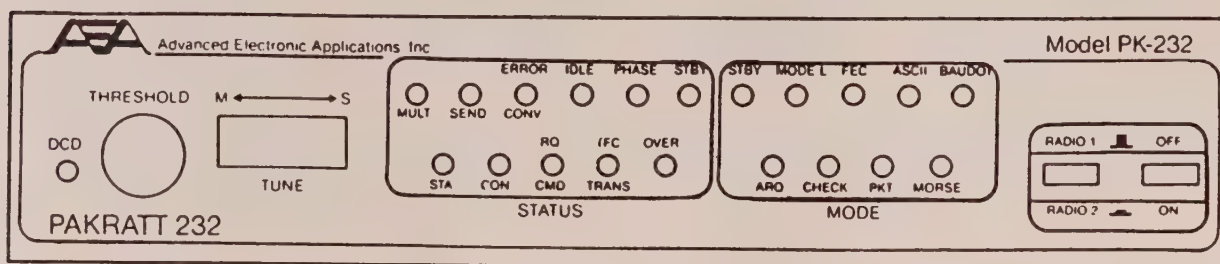 Advanced Electronic Applications Inc
Model PK-232
THRESHOLD
M S
DCD
TUNE
PAKRATT 232
ERROR IDLE PHASE STBY
MULT SEND CONV
RQ TFC OVER
STA CON CMD TRANS
STATUS
STBY MODE L FEC ASCII BAUDOT
ARQ CHECK PKT MORSE
MODE
RADIO 1 OFF
RADIO 2 ON